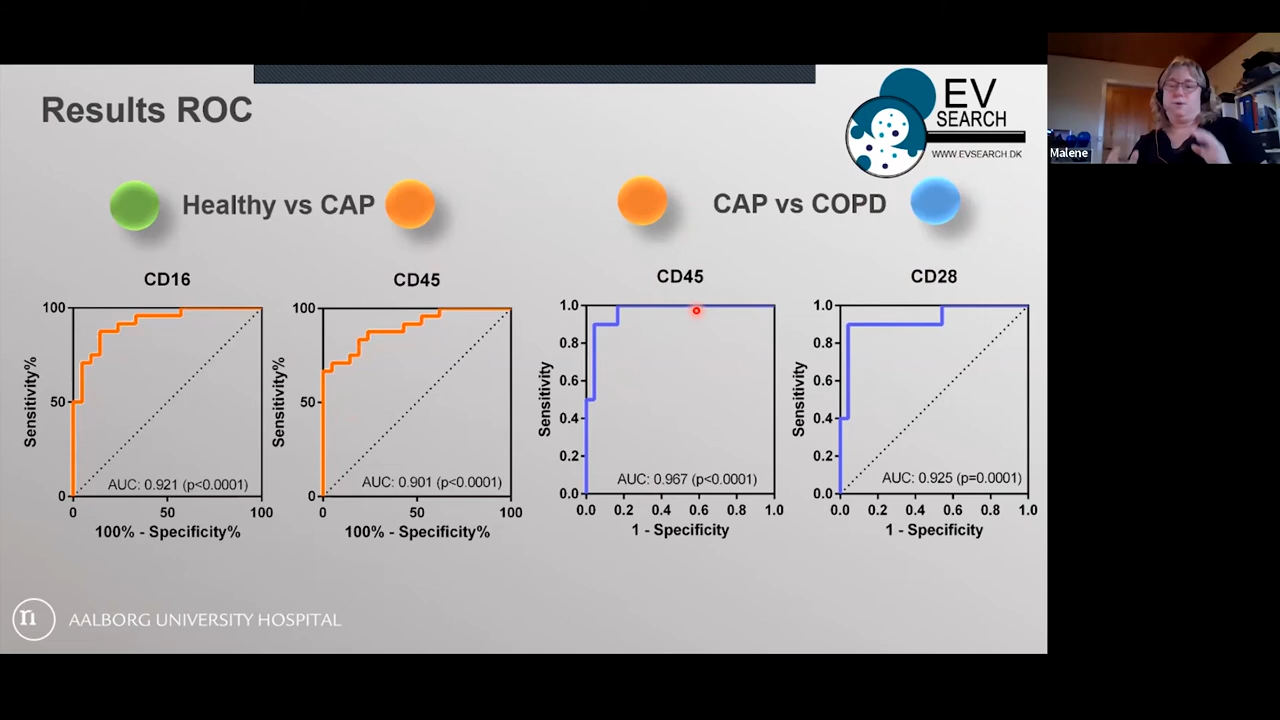 Results ROC
EV
SEARCH
WWW.EVSEARCH.DK
Malene
Healthy vs CAP
CAP vs COPD
CD16
100
50
0
0
50
100
Sensitivity%
100% - Specificity%
AUC: 0.921 (p<0.0001)
CD45
100
50
0
0
50
100
Sensitivity%
100% - Specificity%
AUC: 0.901 (p<0.0001)
CD45
1.0
0.8
0.6
0.4
0.2
0.0
0.0 0.2 0.4 0.6 0.8 1.0
Sensitivity
1 - Specificity
AUC: 0.967 (p<0.0001)
CD28
1.0
0.8
0.6
0.4
0.2
0.0
0.0 0.2 0.4 0.6 0.8 1.0
Sensitivity
1 - Specificity
AUC: 0.925 (p=0.0001)
n
AALBORG UNIVERSITY HOSPITAL